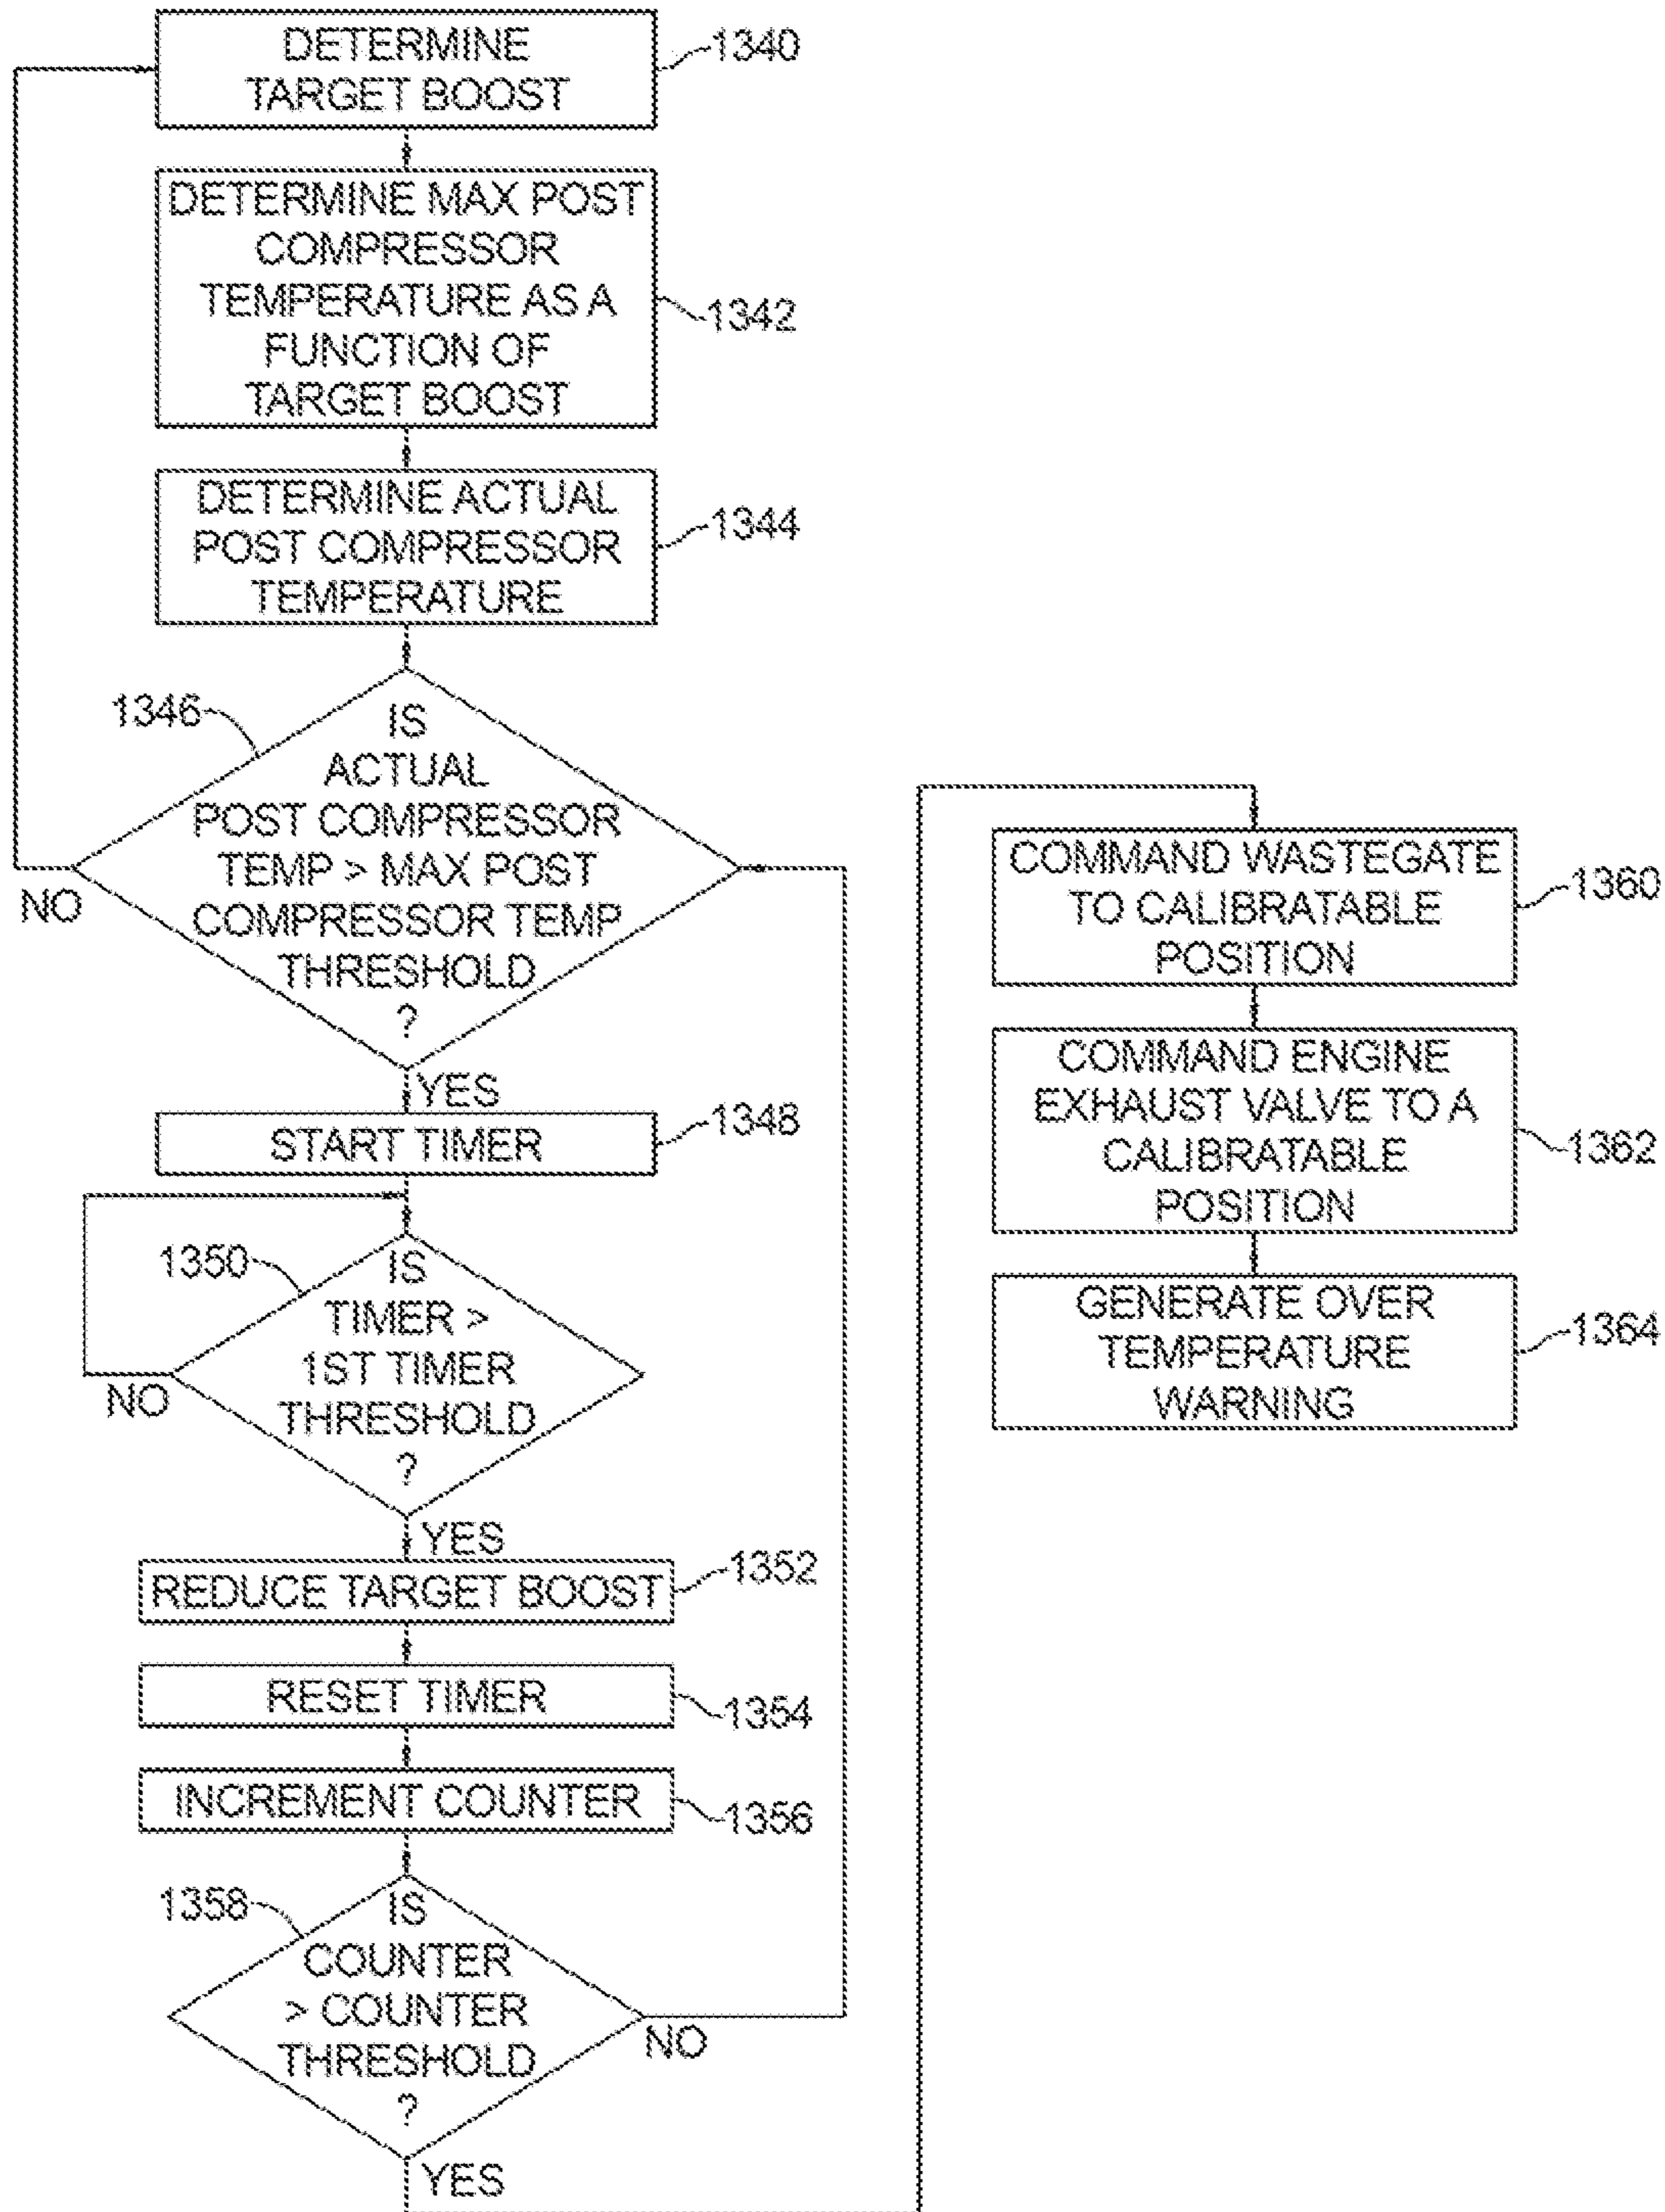 DETERMINE
TARGET BOOST
1340
DETERMINE MAX POST
COMPRESSOR
TEMPERATURE AS A
FUNCTION OF
TARGET BOOST
1342
DETERMINE ACTUAL
POST COMPRESSOR
TEMPERATURE
1344
1346
IS
ACTUAL
POST COMPRESSOR
TEMP > MAX POST
COMPRESSOR TEMP
THRESHOLD
?
NO
YES
START TIMER
1348
1350
IS
TIMER >
1ST TIMER
THRESHOLD
?
NO
YES
REDUCE TARGET BOOST
1352
RESET TIMER
1354
INCREMENT COUNTER
1356
1358
IS
COUNTER
> COUNTER
THRESHOLD
?
NO
YES
COMMAND WASTEGATE
TO CALIBRATABLE
POSITION
1360
COMMAND ENGINE
EXHAUST VALVE TO A
CALIBRATABLE
POSITION
1362
GENERATE OVER
TEMPERATURE
WARNING
1364